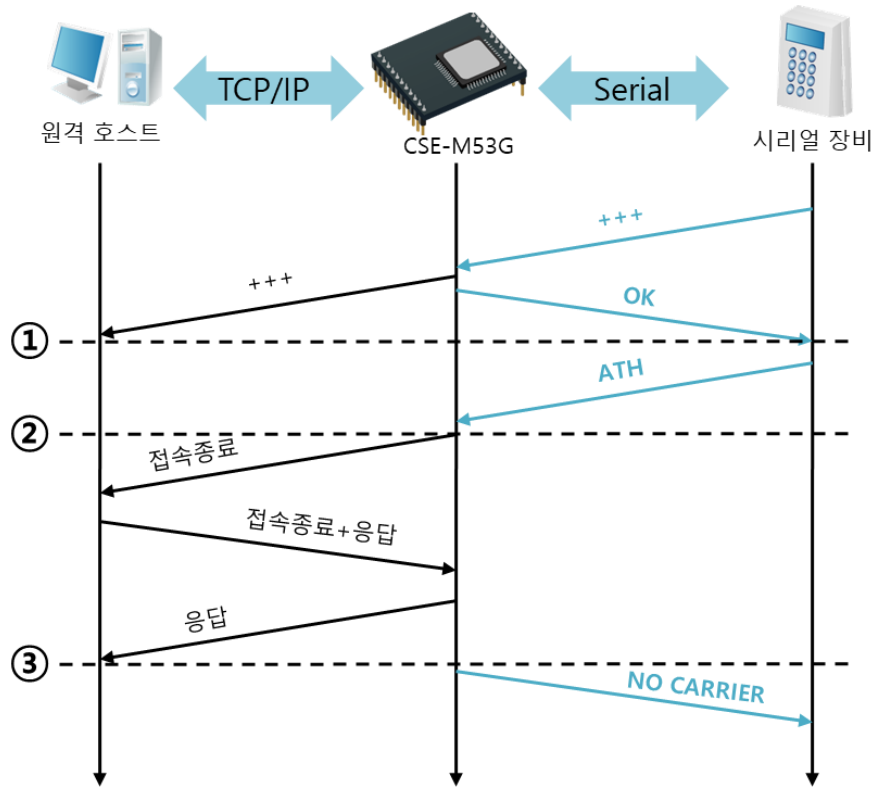 TCP/IP
Serial
원격 호스트
CSE-M53G
시리얼 장비
+++
+++
OK
①
ATH
②
접속종료
접속종료+응답
응답
③
NO CARRIER